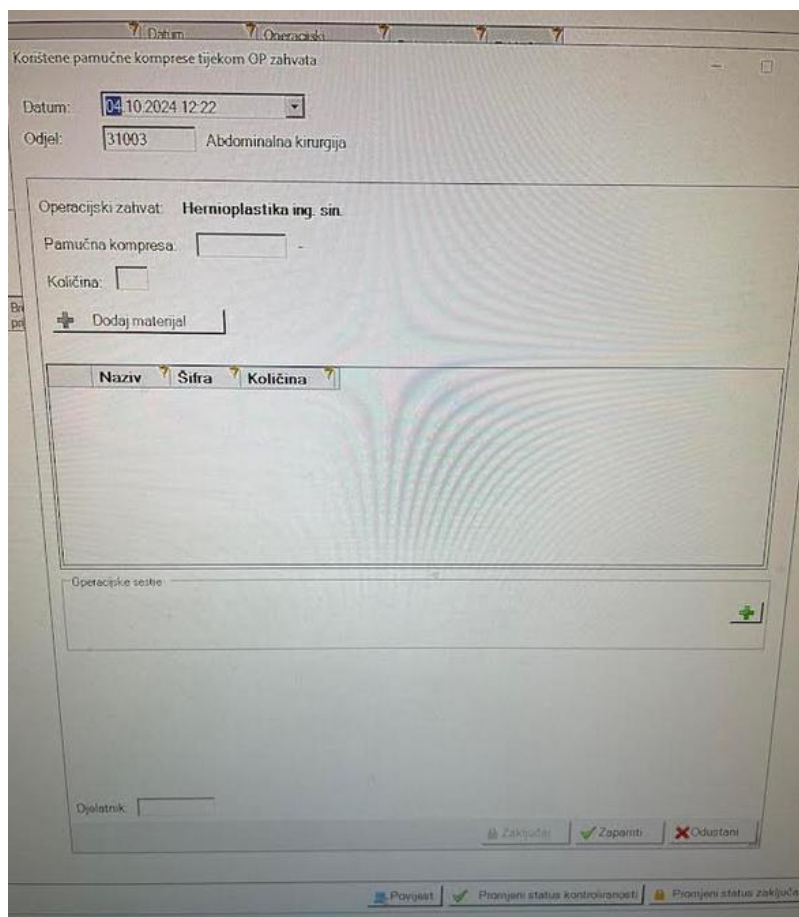 Datum Operacijski
Korištene pamučne komprese tijekom OP zahvata
Datum: 04.10.2024 12:22
Odjel: 31003 Abdominalna kirurgija
Operacijski zahvat: Hernioplastika ing. sin.
Pamučna kompresa: -
Količina:
Dodaj materijal
Naziv Šifra Količina
Operacijske sestre
Djelatnik:
Zaključaj Zapamti Odustani
Povijest Promjeni status kontroliranosti Promjeni status zaključa